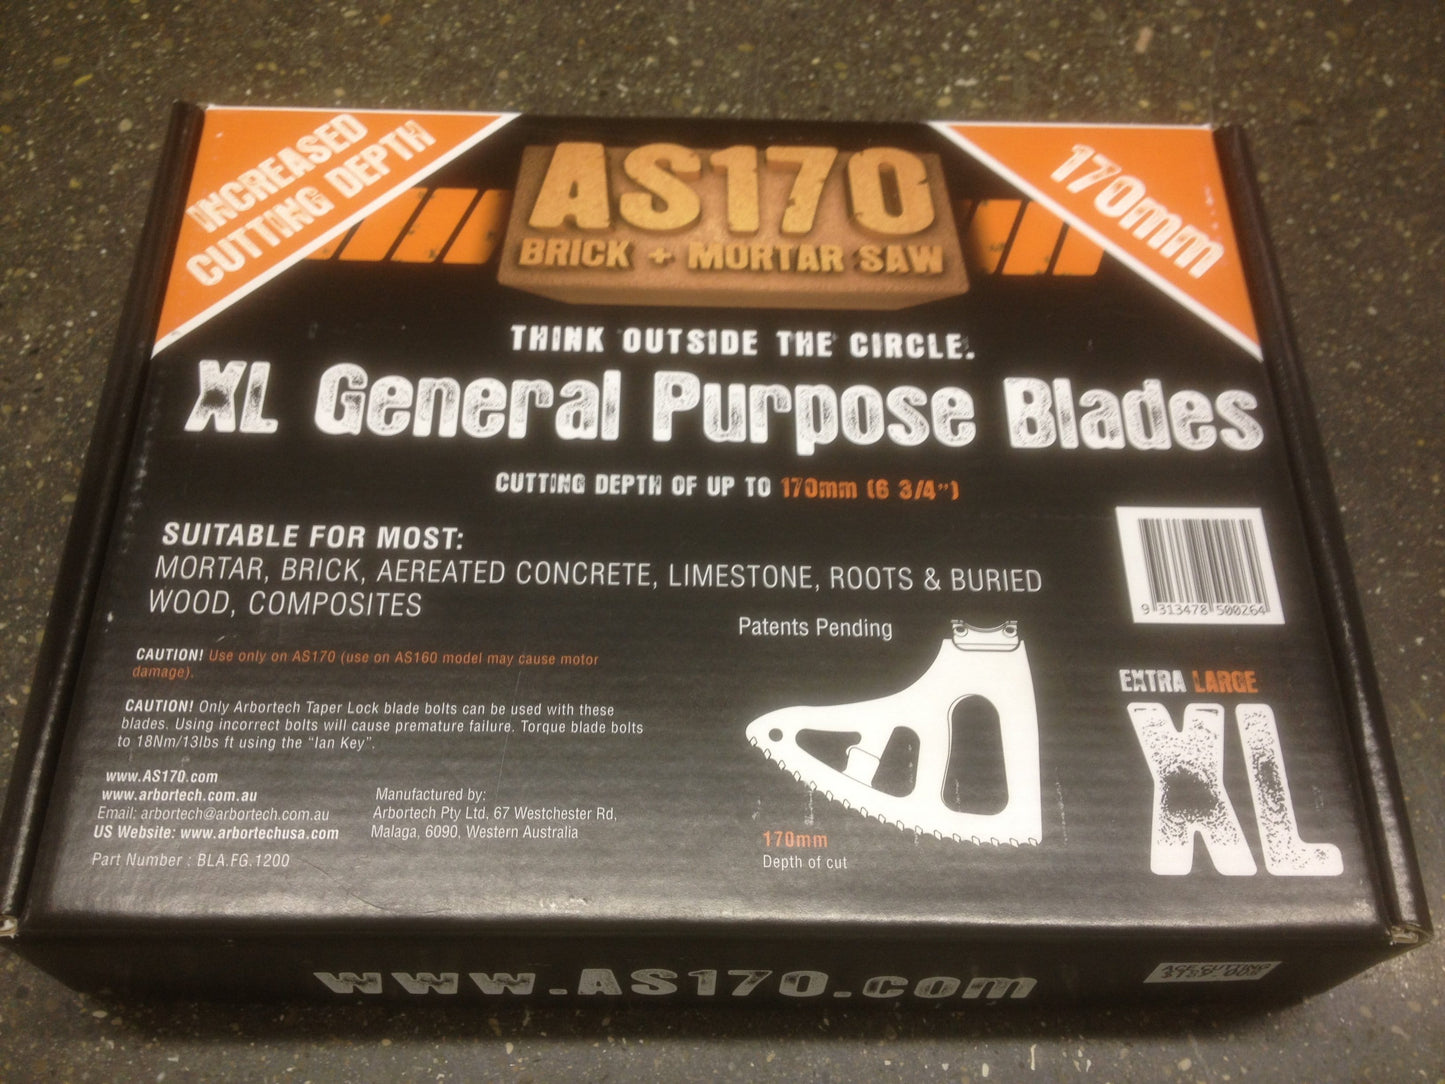 INCREASED
CUTTING DEPTH
AS170
BRICK + MORTAR SAW
170mm
THINK OUTSIDE THE CIRCLE.
XL General Purpose Blades
CUTTING DEPTH OF UP TO 170mm (6 3/4")
SUITABLE FOR MOST:
MORTAR, BRICK, AEREATED CONCRETE, LIMESTONE, ROOTS & BURIED
WOOD, COMPOSITES
9 313478 500264
Patents Pending
CAUTION! Use only on AS170 (use on AS160 model may cause motor
damage).
CAUTION! Only Arbortech Taper Lock blade bolts can be used with these
blades. Using incorrect bolts will cause premature failure. Torque blade bolts
to 18Nm/13lbs ft using the "Ian Key".
EXTRA LARGE
XL
www.AS170.com
www.arbortech.com.au
Email: arbortech@arbortech.com.au
US Website: www.arbortechusa.com
Part Number : BLA.FG.1200
Manufactured by:
Arbortech Pty Ltd. 67 Westchester Rd,
Malaga, 6090, Western Australia
170mm
Depth of cut
www.AS170.com